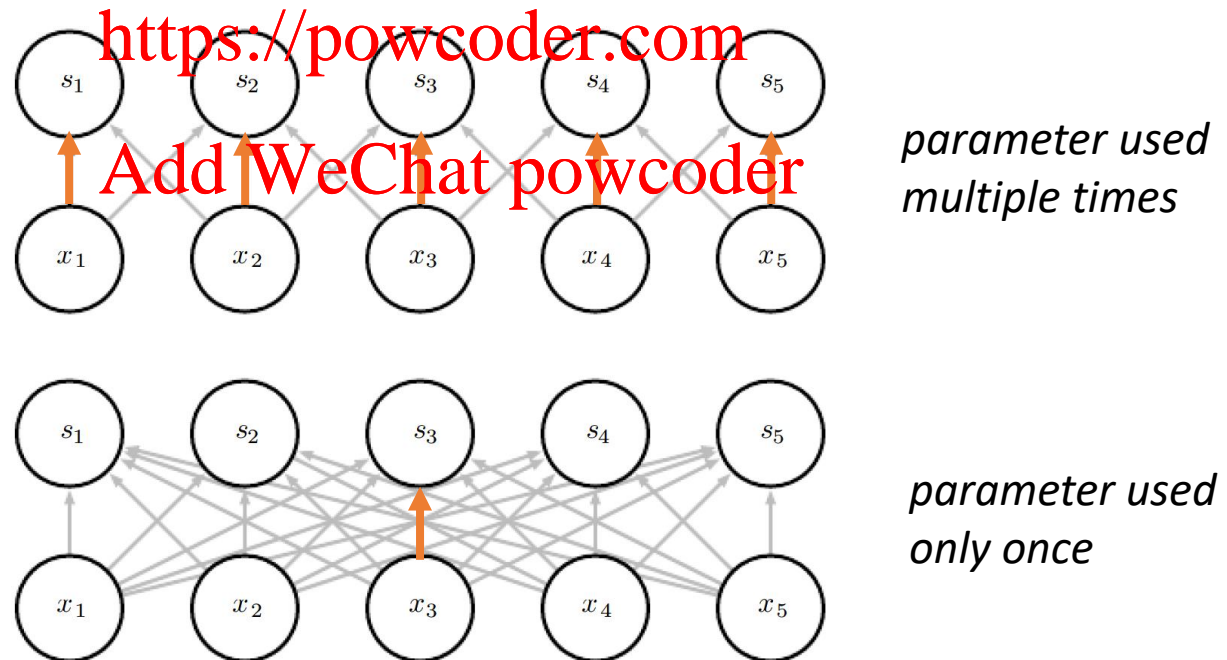 https://powcoder.com
s1 s2 s3 s4 s5
parameter used
multiple times
Add WeChat powcoder
x1 x2 x3 x4 x5
s1 s2 s3 s4 s5
parameter used
only once
x1 x2 x3 x4 x5